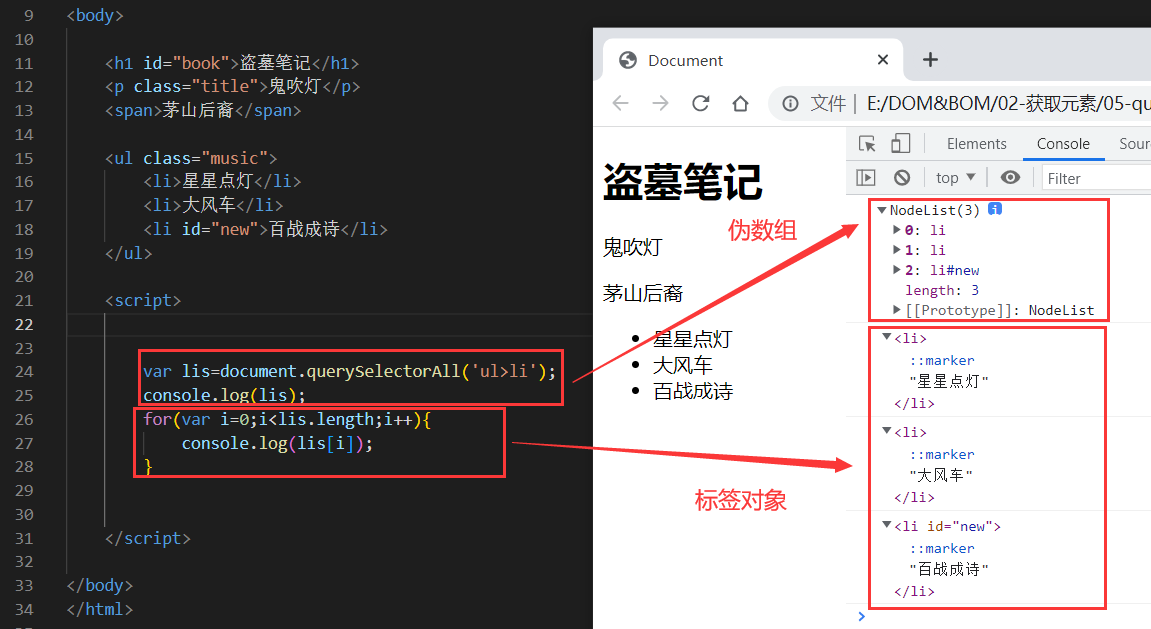 9 <body>
10
11 <h1 id="book">盗墓笔记</h1>
12 <p class="title">鬼吹灯</p>
13 <span>茅山后裔</span>
14
15 <ul class="music">
16 <li>星星点灯</li>
17 <li>大风车</li>
18 <li id="new">百战成诗</li>
19 </ul>
20
21 <script>
22
23
24 var lis=document.querySelectorAll('ul>li');
25 console.log(lis);
26 for(var i=0;i<lis.length;i++){
27 console.log(lis[i]);
28 }
29
30
31 </script>
32
33 </body>
34 </html>
Document
文件 | E:/DOM&BOM/02-获取元素/05-qu
盗墓笔记
鬼吹灯
茅山后裔
星星点灯
大风车
百战成诗
伪数组
标签对象
Elements Console Sour
top Filter
NodeList(3)
0: li
1: li
2: li#new
length: 3
[[Prototype]]: NodeList
<li>
::marker
"星星点灯"
</li>
<li>
::marker
"大风车"
</li>
<li id="new">
::marker
"百战成诗"
</li>